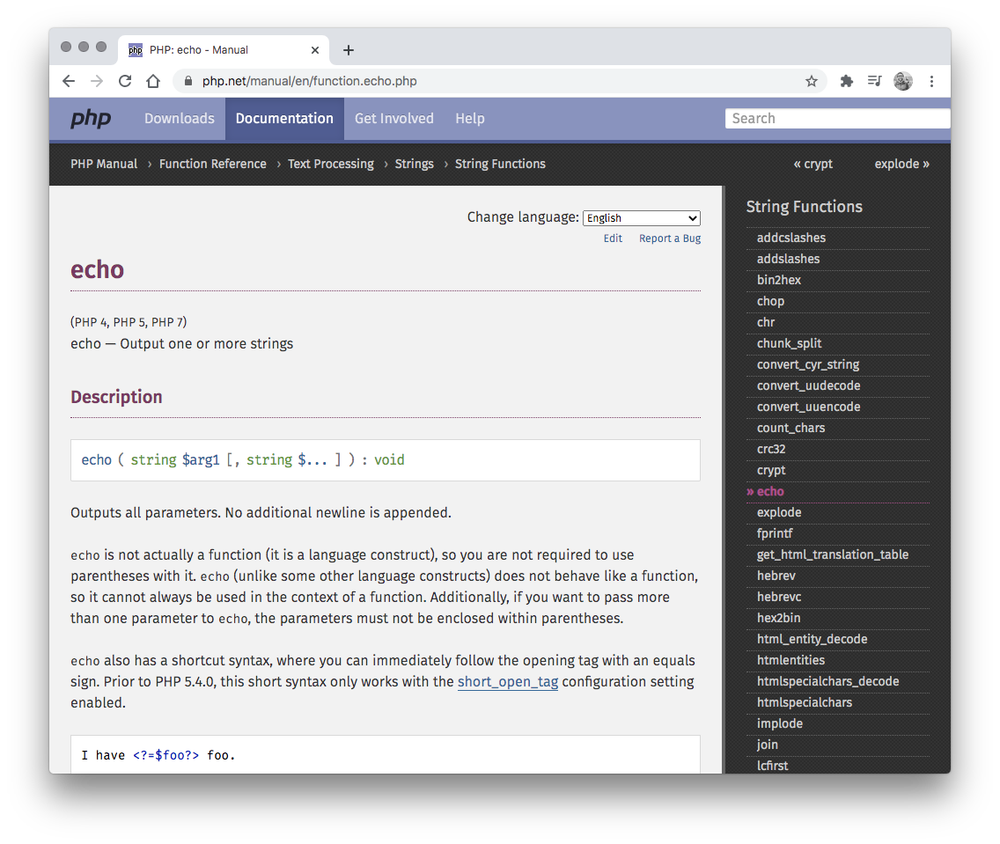 php PHP: echo - Manual
php.net/manual/en/function.echo.php
php Downloads Documentation Get Involved Help Search
PHP Manual › Function Reference › Text Processing › Strings › String Functions « crypt explode »
Change language: English
Edit Report a Bug
echo
(PHP 4, PHP 5, PHP 7)
echo — Output one or more strings
Description
echo ( string $arg1 [, string $... ] ) : void
Outputs all parameters. No additional newline is appended.
echo is not actually a function (it is a language construct), so you are not required to use
parentheses with it. echo (unlike some other language constructs) does not behave like a function,
so it cannot always be used in the context of a function. Additionally, if you want to pass more
than one parameter to echo, the parameters must not be enclosed within parentheses.
echo also has a shortcut syntax, where you can immediately follow the opening tag with an equals
sign. Prior to PHP 5.4.0, this short syntax only works with the short_open_tag configuration setting
enabled.
I have <?=$foo?> foo.
String Functions
addcslashes
addslashes
bin2hex
chop
chr
chunk_split
convert_cyr_string
convert_uudecode
convert_uuencode
count_chars
crc32
crypt
» echo
explode
fprintf
get_html_translation_table
hebrev
hebrevc
hex2bin
html_entity_decode
htmlentities
htmlspecialchars_decode
htmlspecialchars
implode
join
lcfirst